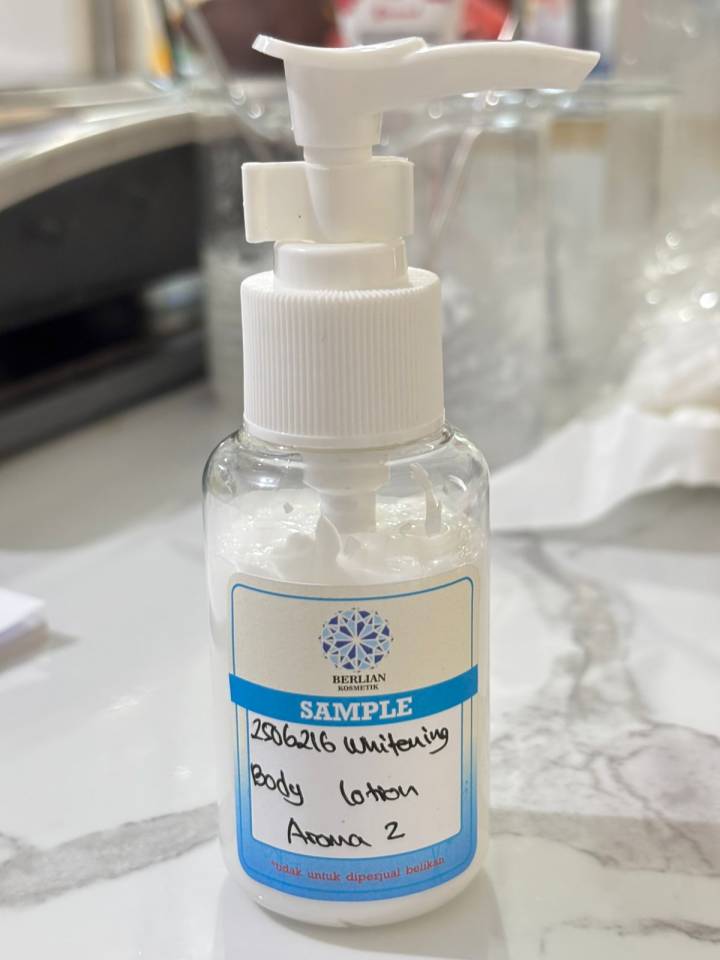 BERLIAN
KOSMETIK
SAMPLE
2506216 Whitening
Body lotion
Aroma 2
*tidak untuk diperjual belikan